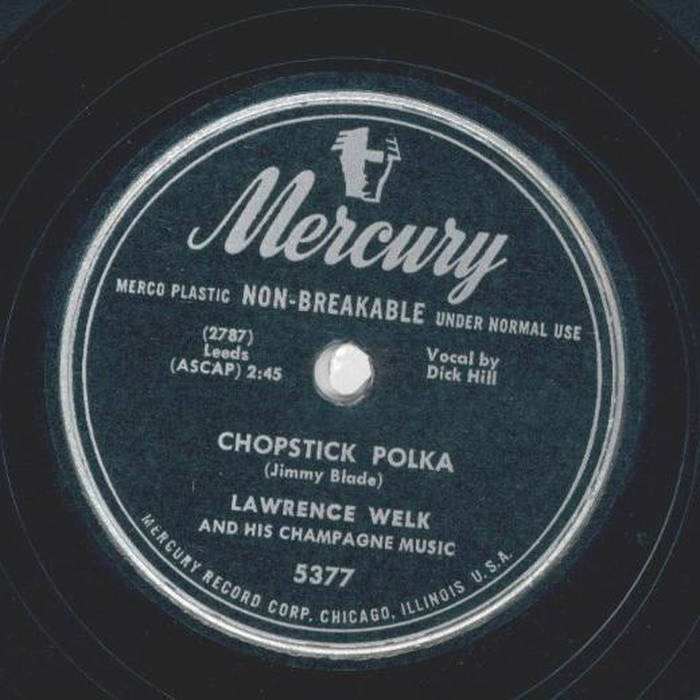 Mercury
MERCO PLASTIC NON-BREAKABLE UNDER NORMAL USE
(2787)
Leeds
(ASCAP) 2:45
Vocal by
Dick Hill
CHOPSTICK POLKA
(Jimmy Blade)
LAWRENCE WELK
AND HIS CHAMPAGNE MUSIC
5377
MERCURY RECORD CORP. CHICAGO, ILLINOIS U.S.A.